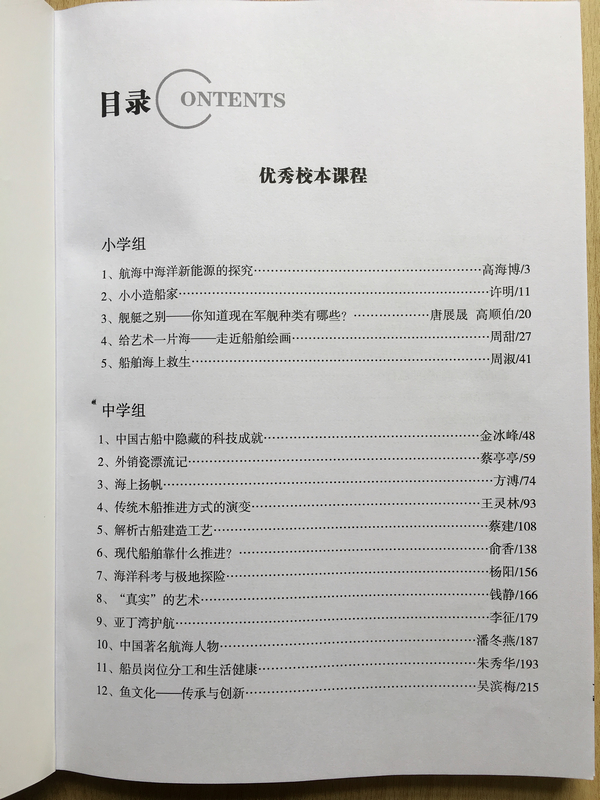 目录 CONTENTS
优秀校本课程
小学组
1、航海中海洋新能源的探究……高海博/3
2、小小造船家……许明/11
3、舰艇之别——你知道现在军舰种类有哪些？……唐展晟 高顺伯/20
4、给艺术一片海——走近船舶绘画……周甜/27
5、船舶海上救生……周淑/41
中学组
1、中国古船中隐藏的科技成就……金冰峰/48
2、外销瓷漂流记……蔡亭亭/59
3、海上扬帆……方溥/74
4、传统木船推进方式的演变……王灵林/93
5、解析古船建造工艺……蔡建/108
6、现代船舶靠什么推进？……俞香/138
7、海洋科考与极地探险……杨阳/156
8、“真实”的艺术……钱静/166
9、亚丁湾护航……李征/179
10、中国著名航海人物……潘冬燕/187
11、船员岗位分工和生活健康……朱秀华/193
12、鱼文化——传承与创新……吴滨梅/215